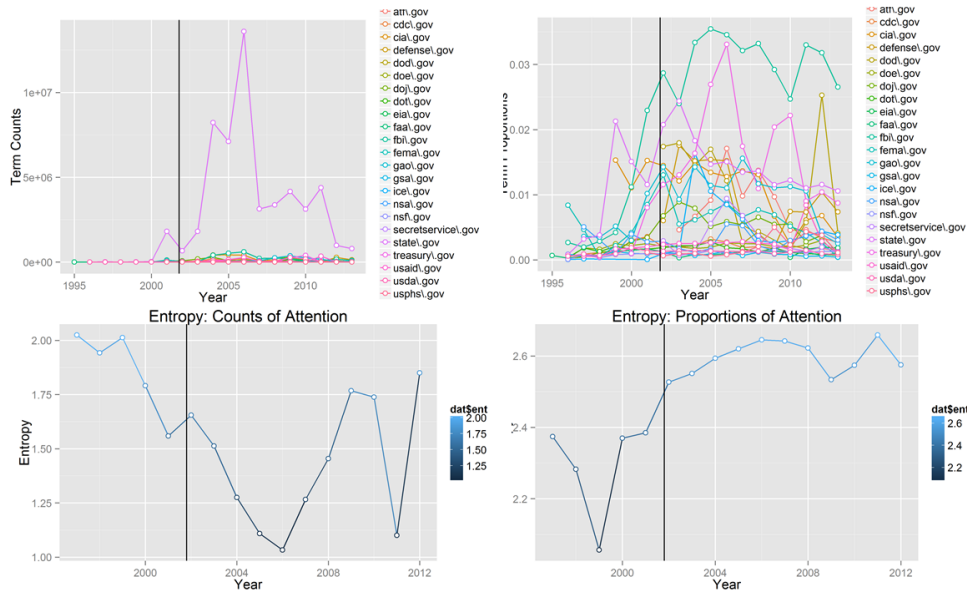 Term Counts
1e+07
5e+06
0e+00
1995
2000
2005
2010
Year
atf\.gov
cdc\.gov
cia\.gov
defense\.gov
dod\.gov
doe\.gov
doj\.gov
dot\.gov
eia\.gov
faa\.gov
fbi\.gov
fema\.gov
gao\.gov
gsa\.gov
ice\.gov
nsa\.gov
nsf\.gov
secretservice\.gov
state\.gov
treasury\.gov
usaid\.gov
usda\.gov
usphs\.gov
Term Proportions
0.03
0.02
0.01
0.00
1995
2000
2005
2010
Year
atf\.gov
cdc\.gov
cia\.gov
defense\.gov
dod\.gov
doe\.gov
doj\.gov
dot\.gov
eia\.gov
faa\.gov
fbi\.gov
fema\.gov
gao\.gov
gsa\.gov
ice\.gov
nsa\.gov
nsf\.gov
secretservice\.gov
state\.gov
treasury\.gov
usaid\.gov
usda\.gov
usphs\.gov
Entropy: Counts of Attention
Entropy
2.00
1.75
1.50
1.25
1.00
2000
2004
2008
2012
Year
dat$ent
2.00
1.75
1.50
1.25
Entropy: Proportions of Attention
2.6
2.4
2.2
2000
2004
2008
2012
Year
dat$ent
2.6
2.4
2.2